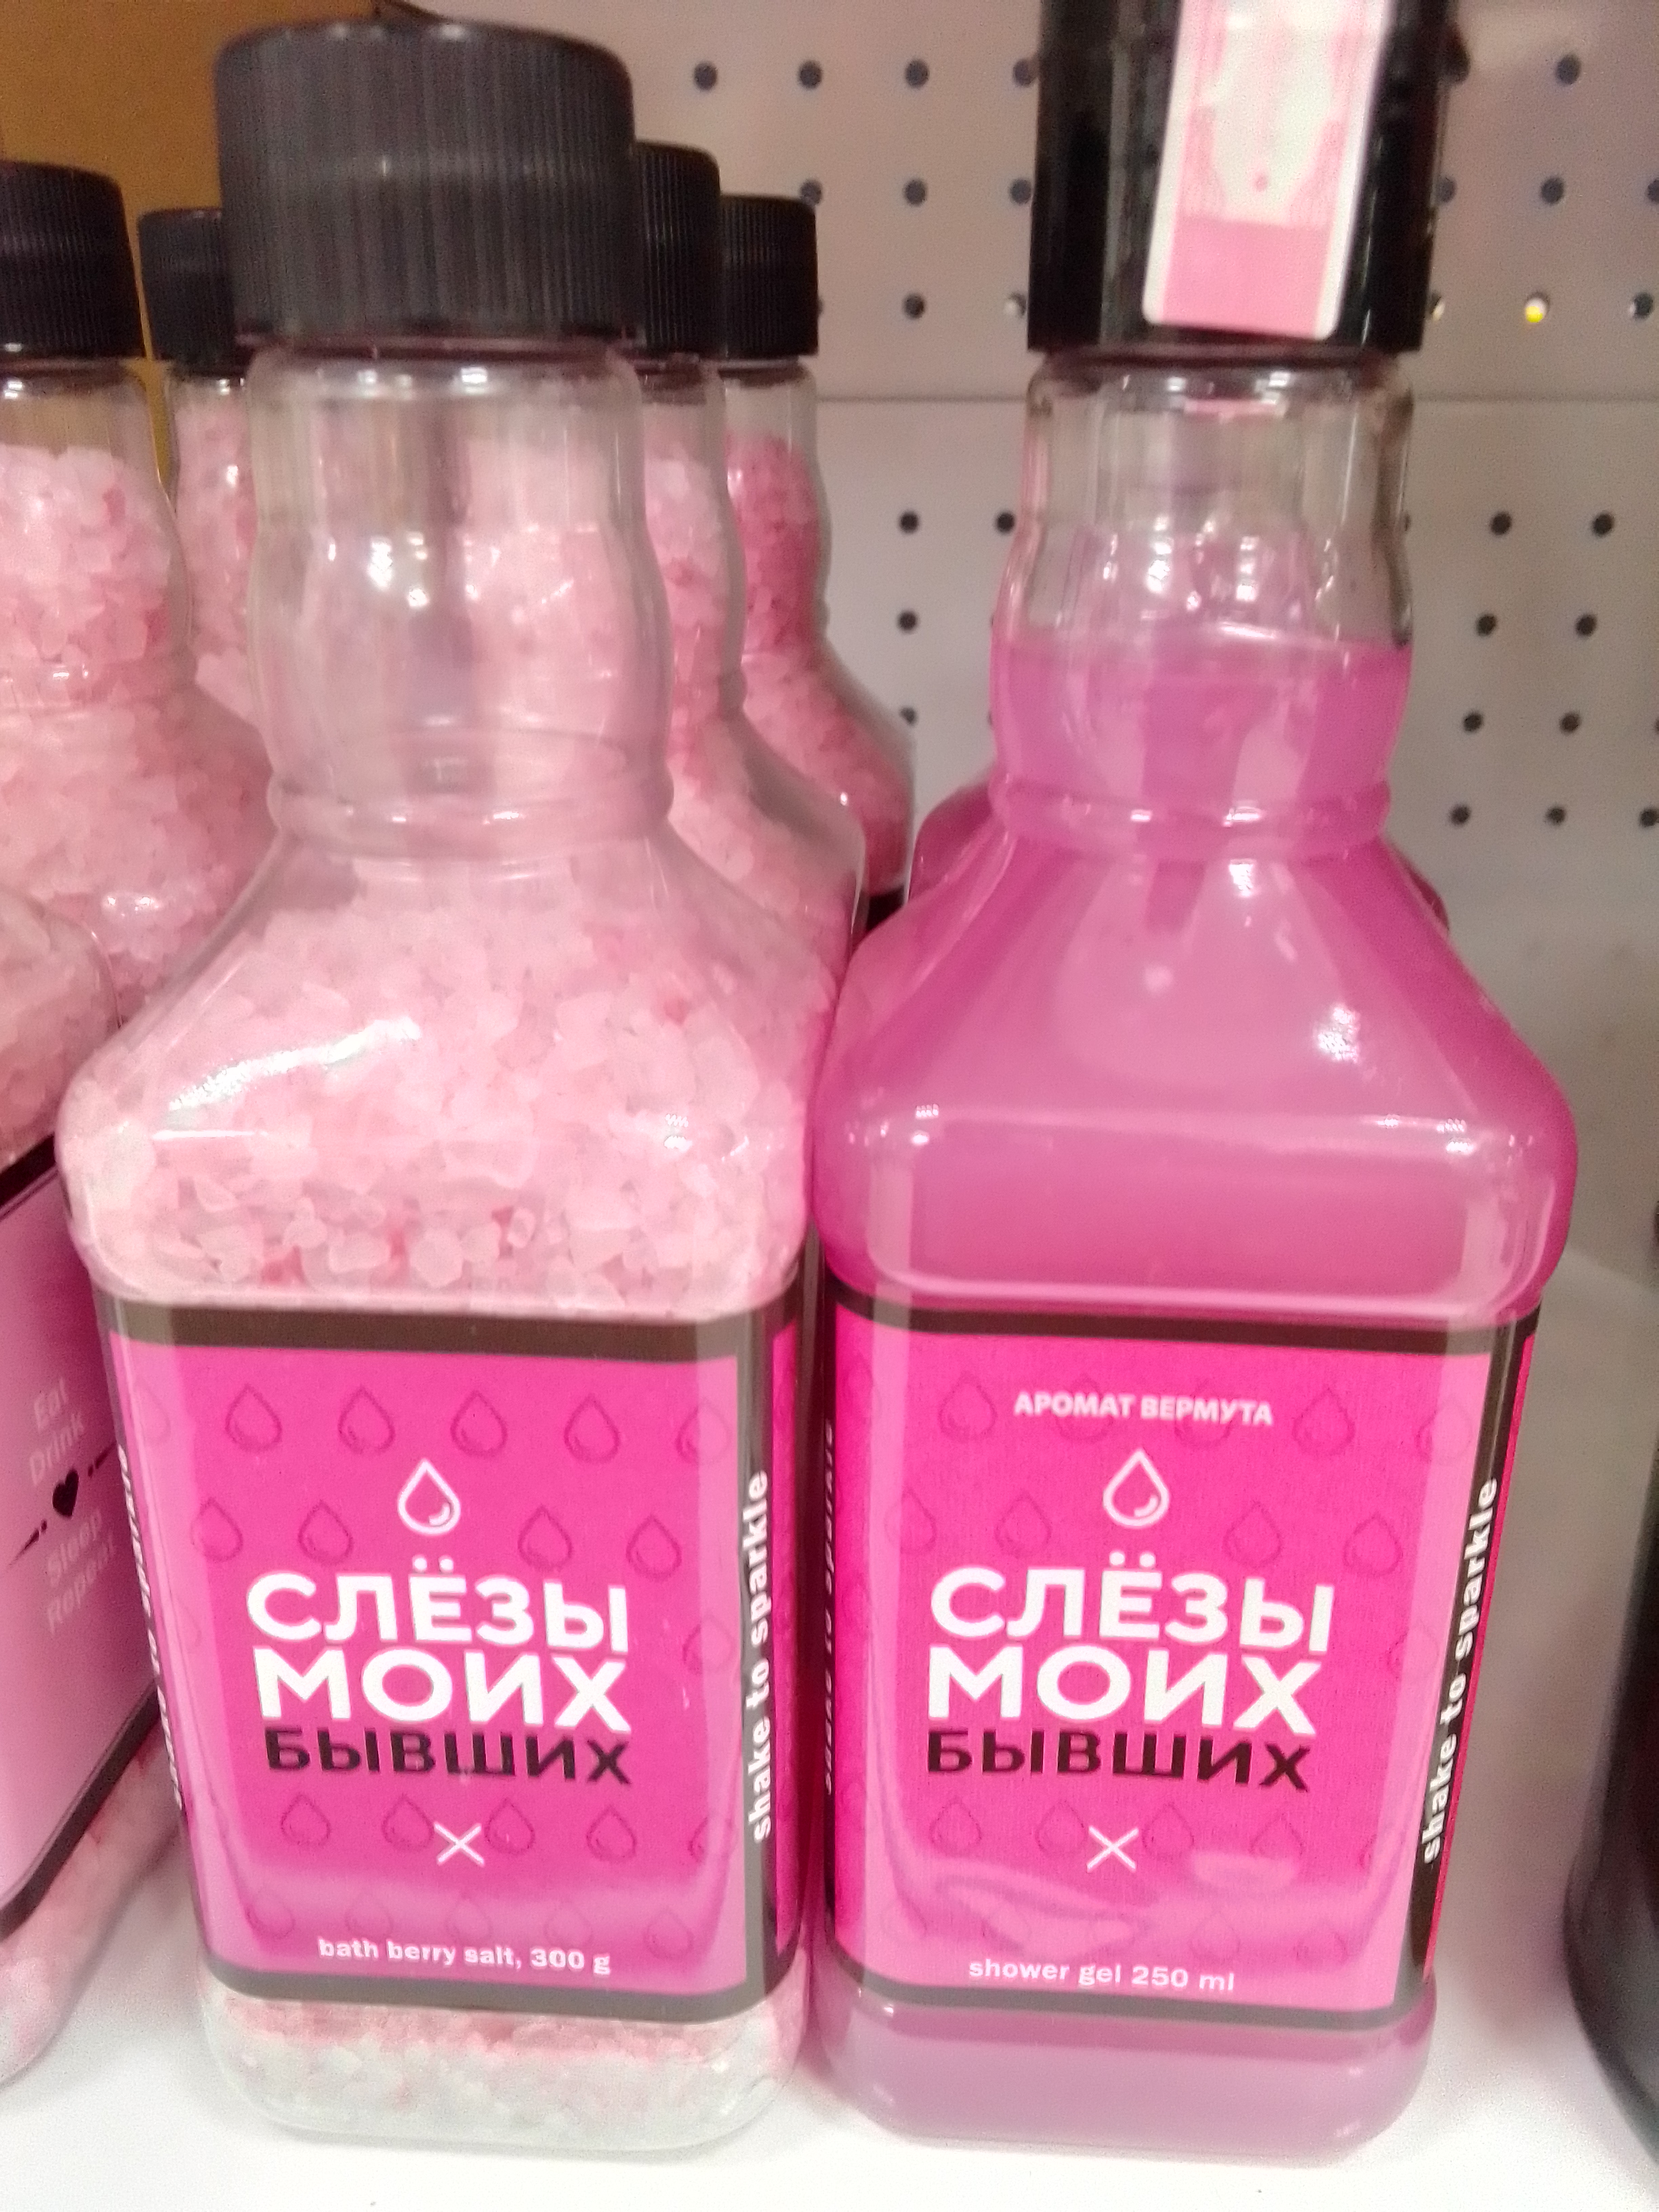 Eat
Drink
Sleep
Repeat
СЛЁЗЫ
МОИХ
БЫВШИХ
bath berry salt, 300 g
shake to sparkle
АРОМАТ ВЕРМУТА
СЛЁЗЫ
МОИХ
БЫВШИХ
shower gel 250 ml
shake to sparkle